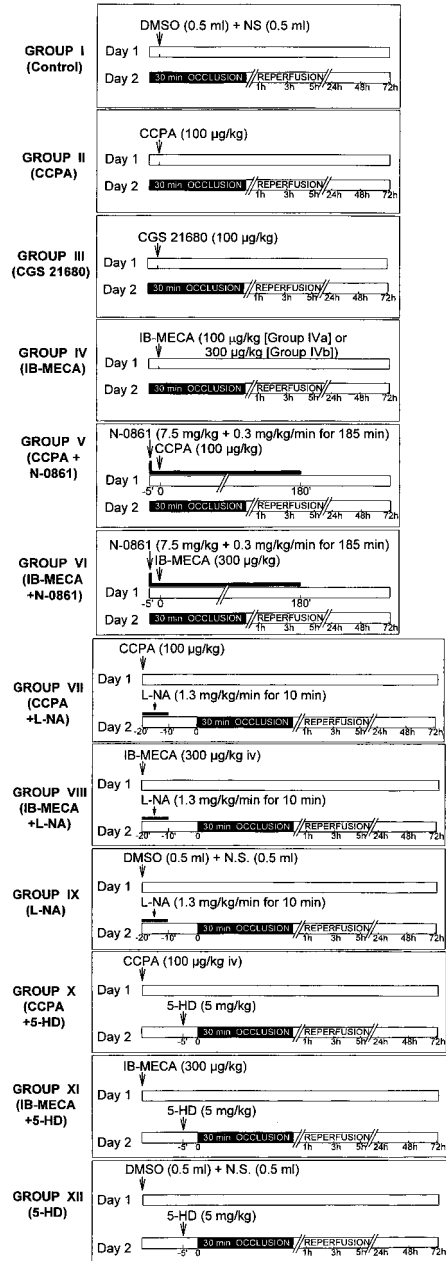 GROUP I
(Control)
DMSO (0.5 ml) + NS (0.5 ml)
Day 1
Day 2
30 min OCCLUSION
REPERFUSION
1h 3h 5h 24h 48h 72h
GROUP II
(CCPA)
CCPA (100 µg/kg)
Day 1
Day 2
30 min OCCLUSION
REPERFUSION
1h 3h 5h 24h 48h 72h
GROUP III
(CGS 21680)
CGS 21680 (100 µg/kg)
Day 1
Day 2
30 min OCCLUSION
REPERFUSION
1h 3h 5h 24h 48h 72h
GROUP IV
(IB-MECA)
IB-MECA (100 µg/kg [Group IVa] or
300 µg/kg [Group IVb])
Day 1
Day 2
30 min OCCLUSION
REPERFUSION
1h 3h 5h 24h 48h 72h
GROUP V
(CCPA +
N-0861)
N-0861 (7.5 mg/kg + 0.3 mg/kg/min for 185 min)
CCPA (100 µg/kg)
Day 1
-5' 0 180'
Day 2
30 min OCCLUSION
REPERFUSION
1h 3h 5h 24h 48h 72h
GROUP VI
(IB-MECA
+N-0861)
N-0861 (7.5 mg/kg + 0.3 mg/kg/min for 185 min)
IB-MECA (300 µg/kg)
Day 1
-5' 0 180'
Day 2
30 min OCCLUSION
REPERFUSION
1h 3h 5h 24h 48h 72h
GROUP VII
(CCPA
+L-NA)
CCPA (100 µg/kg)
Day 1
L-NA (1.3 mg/kg/min for 10 min)
Day 2
30 min OCCLUSION
REPERFUSION
-20' -10' 0 1h 3h 5h 24h 48h 72h
GROUP VIII
(IB-MECA
+L-NA)
IB-MECA (300 µg/kg iv)
Day 1
L-NA (1.3 mg/kg/min for 10 min)
Day 2
30 min OCCLUSION
REPERFUSION
-20' -10' 0 1h 3h 5h 24h 48h 72h
GROUP IX
(L-NA)
DMSO (0.5 ml) + N.S. (0.5 ml)
Day 1
L-NA (1.3 mg/kg/min for 10 min)
Day 2
30 min OCCLUSION
REPERFUSION
-20' -10' 0 1h 3h 5h 24h 48h 72h
GROUP X
(CCPA
+5-HD)
CCPA (100 µg/kg iv)
Day 1
5-HD (5 mg/kg)
Day 2
30 min OCCLUSION
REPERFUSION
-5' 0 1h 3h 5h 24h 48h 72h
GROUP XI
(IB-MECA
+5-HD)
IB-MECA (300 µg/kg)
Day 1
5-HD (5 mg/kg)
Day 2
30 min OCCLUSION
REPERFUSION
-5' 0 1h 3h 5h 24h 48h 72h
GROUP XII
(5-HD)
DMSO (0.5 ml) + N.S. (0.5 ml)
Day 1
5-HD (5 mg/kg)
Day 2
30 min OCCLUSION
REPERFUSION
-5' 0 1h 3h 5h 24h 48h 72h